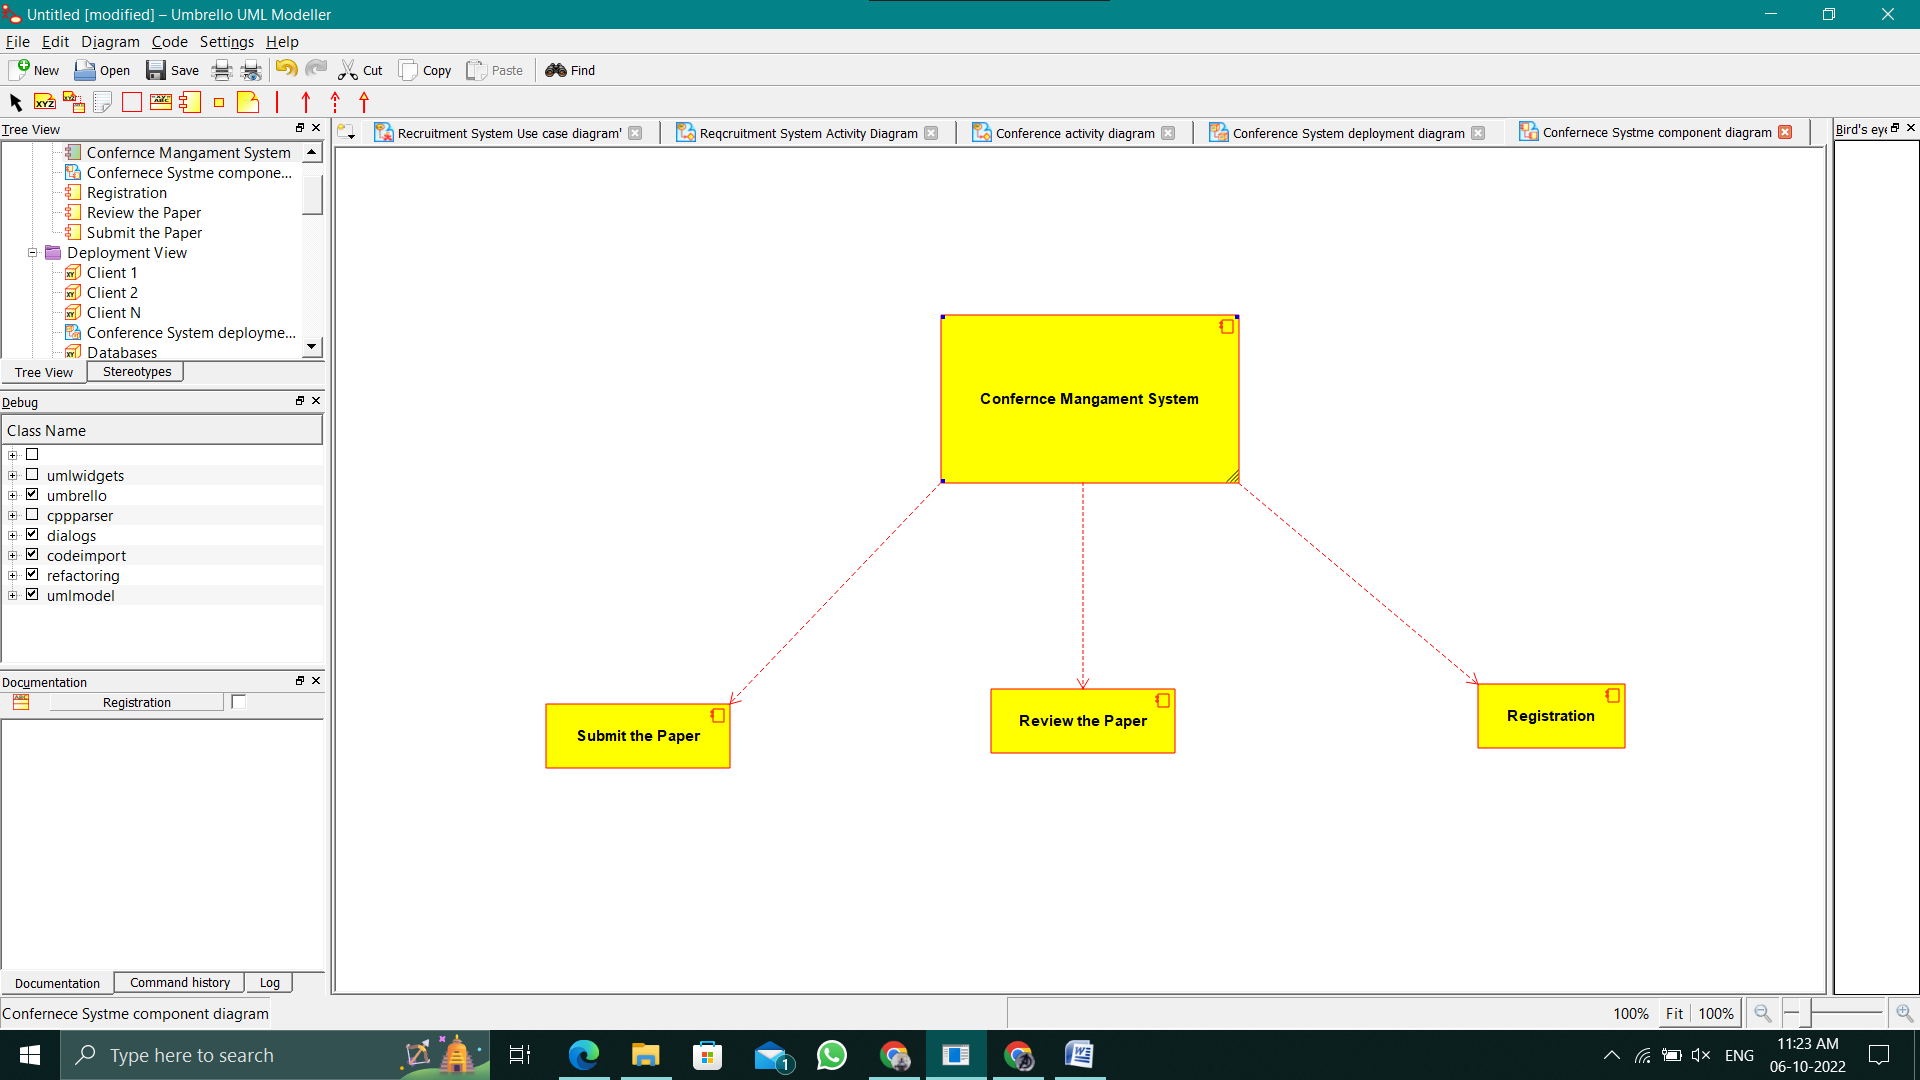 Untitled [modified] – Umbrello UML Modeller
File Edit Diagram Code Settings Help
New Open Save Cut Copy Paste Find
Tree View
Recruitment System Use case diagram'
Reqcruitment System Activity Diagram
Conference activity diagram
Conference System deployment diagram
Confernece Systme component diagram
Bird's eye
Confernce Mangament System
Confernece Systme compone...
Registration
Review the Paper
Submit the Paper
Deployment View
Client 1
Client 2
Client N
Conference System deployme...
Databases
Tree View Stereotypes
Debug
Class Name
umlwidgets
umbrello
cppparser
dialogs
codeimport
refactoring
umlmodel
Documentation
Registration
Documentation Command history Log
Confernce Mangament System
Submit the Paper
Review the Paper
Registration
Confernece Systme component diagram
100% Fit 100%
Type here to search
1
ENG
11:23 AM
06-10-2022